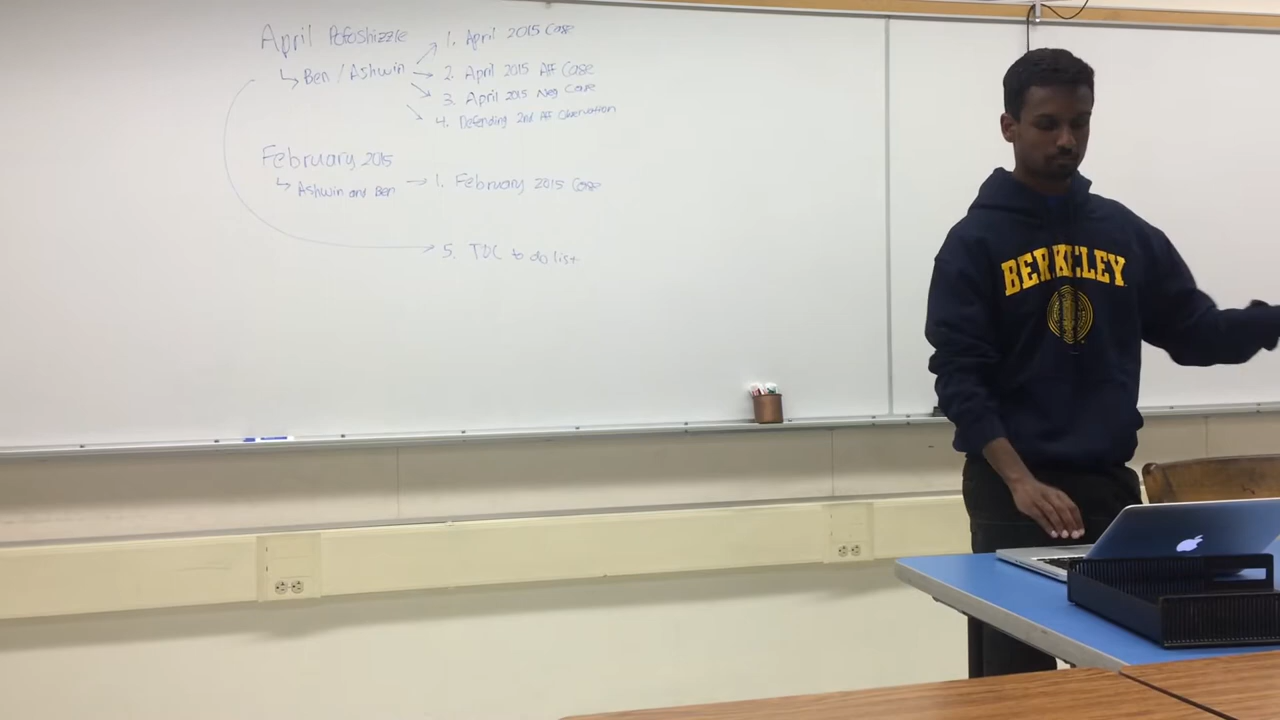 April Pofoshizzle
Ben / Ashwin
1. April 2015 Case
2. April 2015 Aff Case
3. April 2015 Neg Case
4. Defending 2nd Aff Observation
February 2015
Ashwin and Ben
1. February 2015 Case
5. TOC to do list
BERKELEY